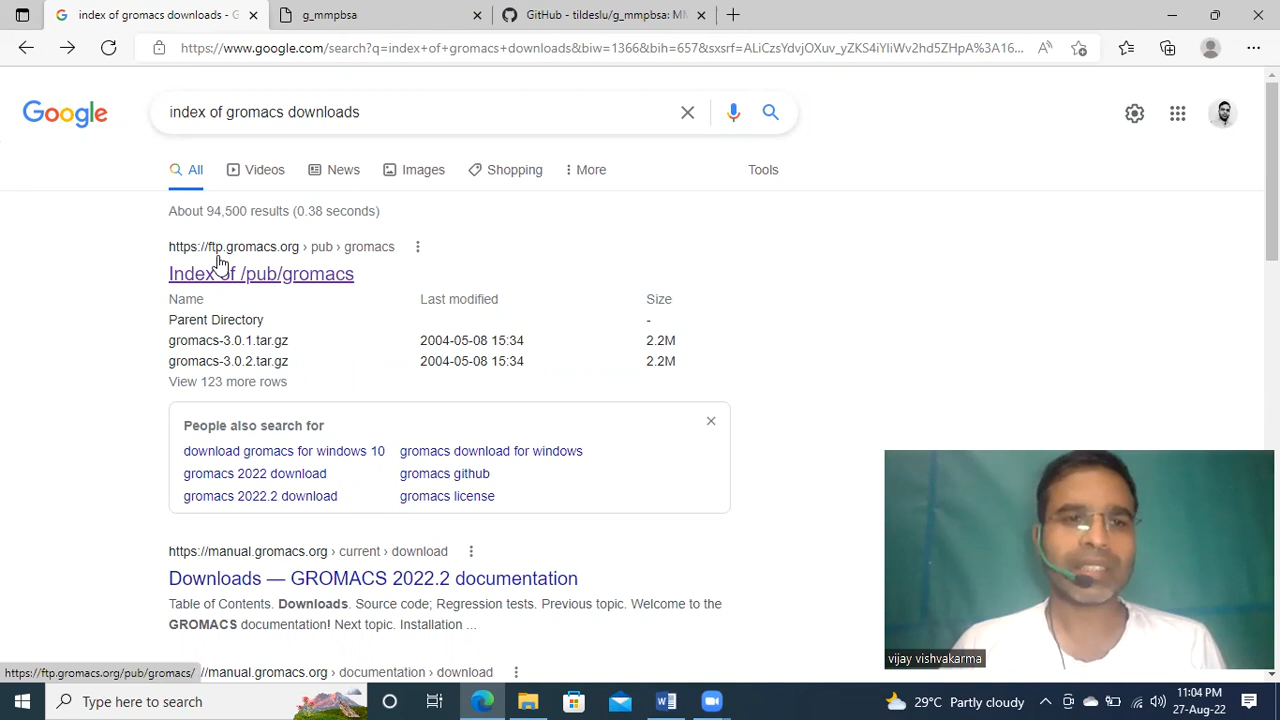 index of gromacs downloads - G
g_mmpbsa
GitHub - tildeslu/g_mmpbsa: MM
https://www.google.com/search?q=index+of+gromacs+downloads&biw=1366&bih=657&sxsrf=ALiCzsYdvjOXuv_yZKS4iYIiWv2hd5ZHpA%3A16...
Google
index of gromacs downloads
All
Videos
News
Images
Shopping
More
Tools
About 94,500 results (0.38 seconds)
https://ftp.gromacs.org › pub › gromacs
Index of /pub/gromacs
Name Last modified Size
Parent Directory -
gromacs-3.0.1.tar.gz 2004-05-08 15:34 2.2M
gromacs-3.0.2.tar.gz 2004-05-08 15:34 2.2M
View 123 more rows
People also search for
download gromacs for windows 10 gromacs download for windows
gromacs 2022 download gromacs github
gromacs 2022.2 download gromacs license
https://manual.gromacs.org › current › download
Downloads — GROMACS 2022.2 documentation
Table of Contents. Downloads. Source code; Regression tests. Previous topic. Welcome to the
GROMACS documentation! Next topic. Installation ...
//manual.gromacs.org › documentation › download
https://ftp.gromacs.org/pub/gromacs/
vijay vishvakarma
Type here to search
29°C Partly cloudy
11:04 PM
27-Aug-22